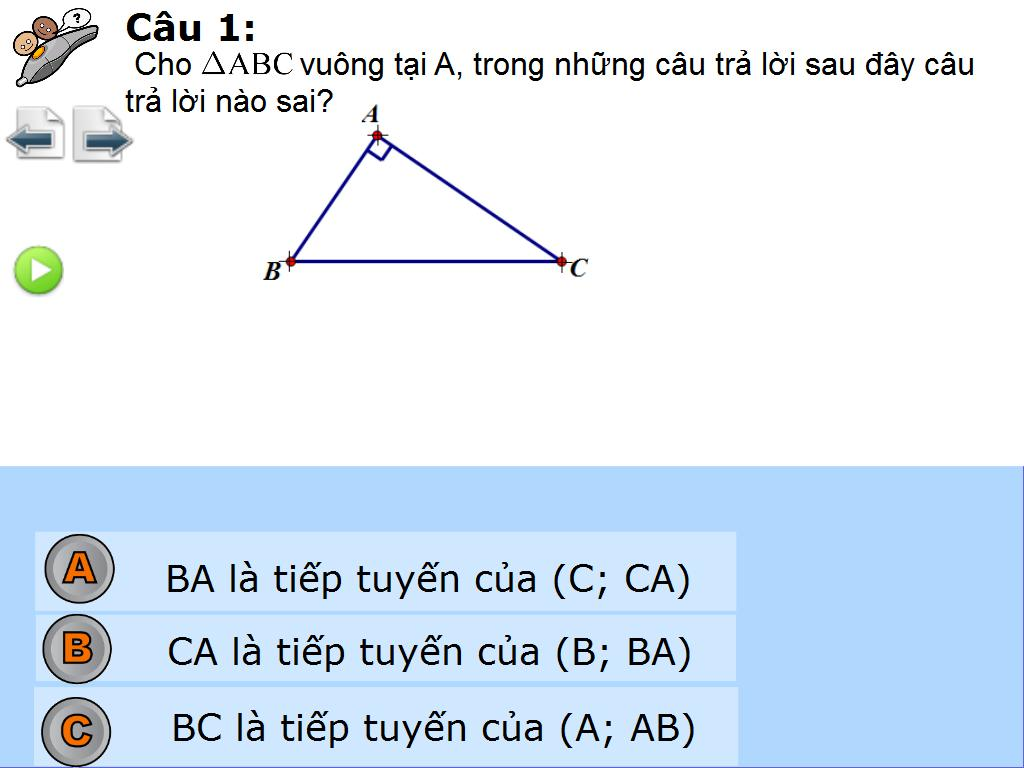 ?
Câu 1:
Cho ΔABC vuông tại A, trong những câu trả lời sau đây câu
trả lời nào sai?
A
B
C
A BA là tiếp tuyến của (C; CA)
B CA là tiếp tuyến của (B; BA)
C BC là tiếp tuyến của (A; AB)